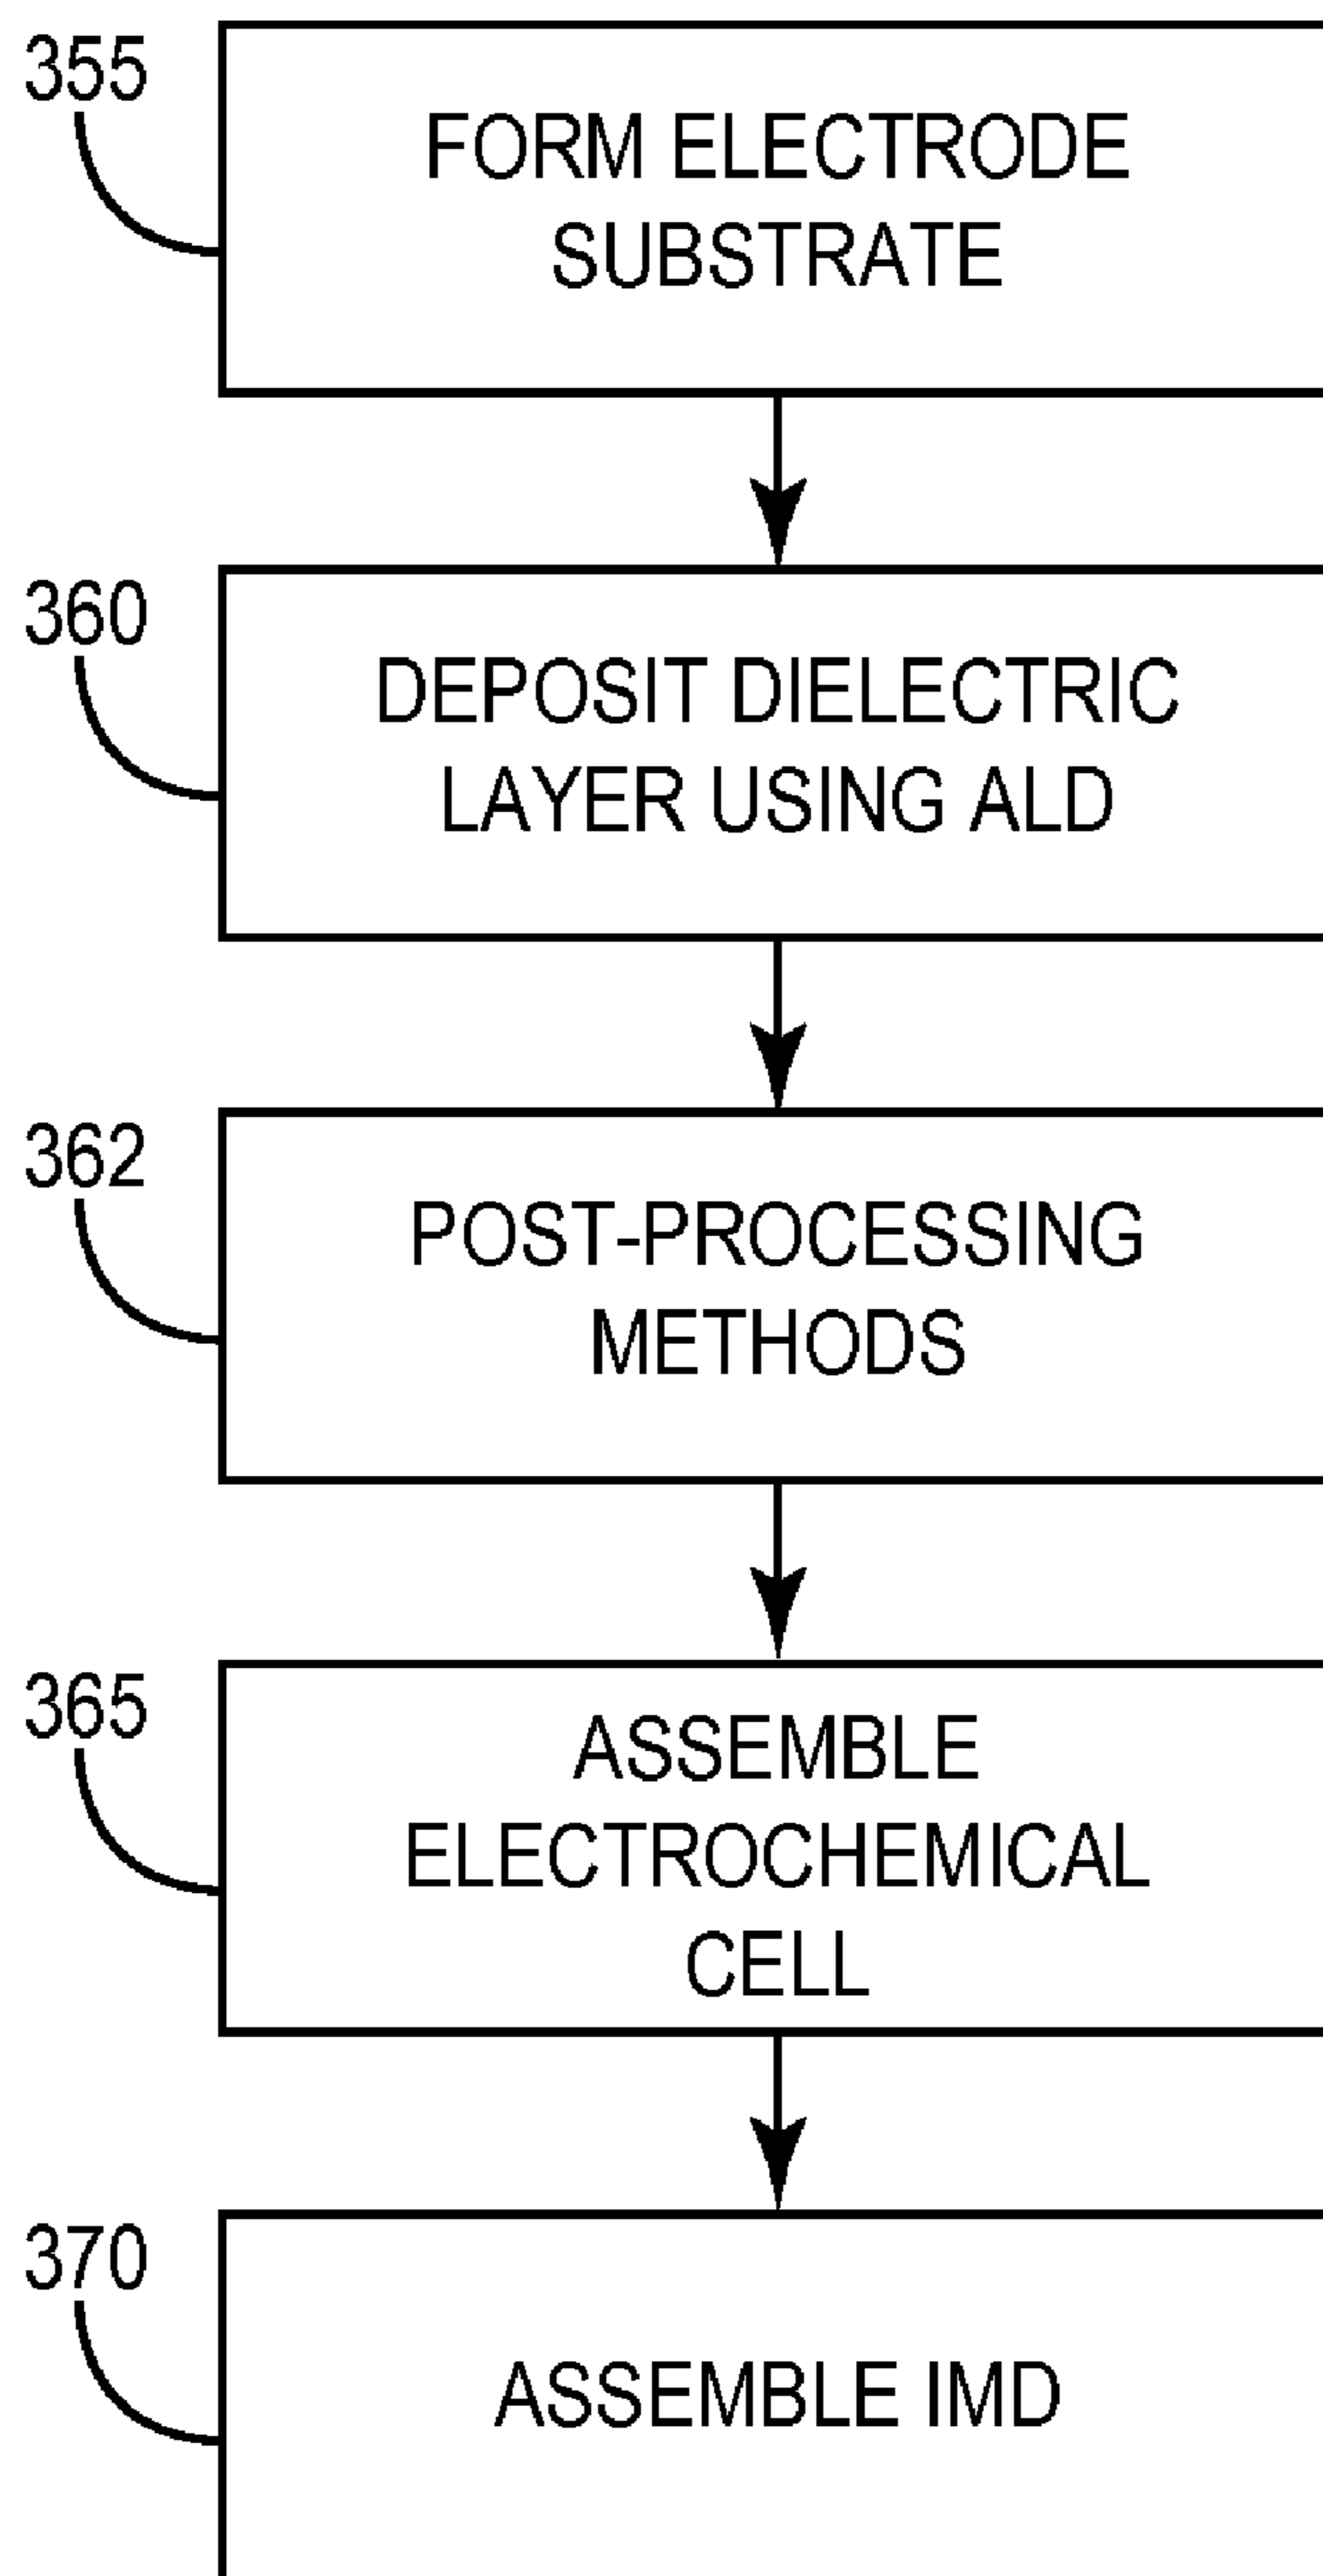 355
FORM ELECTRODE
SUBSTRATE
360
DEPOSIT DIELECTRIC
LAYER USING ALD
362
POST-PROCESSING
METHODS
365
ASSEMBLE
ELECTROCHEMICAL
CELL
370
ASSEMBLE IMD